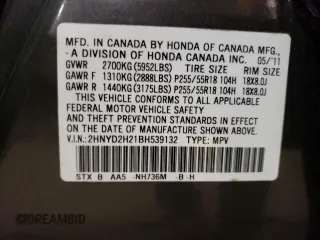 MFD. IN CANADA BY HONDA OF CANADA MFG.,
- A DIVISION OF HONDA CANADA INC. 05/'11
GVWR 2700KG(5952LBS) TIRE SIZE RIM SIZE
GAWR F 1310KG(2888LBS) P255/55R18 104H 18X8.0J
GAWR R 1440KG(3175LBS) P255/55R18 104H 18X8.0J
THIS VEHICLE CONFORMS TO ALL APPLICABLE
FEDERAL MOTOR VEHICLE SAFETY
AND THEFT PREVENTION STANDARDS IN EFFECT ON
THE DATE OF MANUFACTURE SHOWN ABOVE.
V.I.N.: 2HNYD2H21BH539132 TYPE: MPV
STX B AA5 NH736M -B-H
DREAMBID